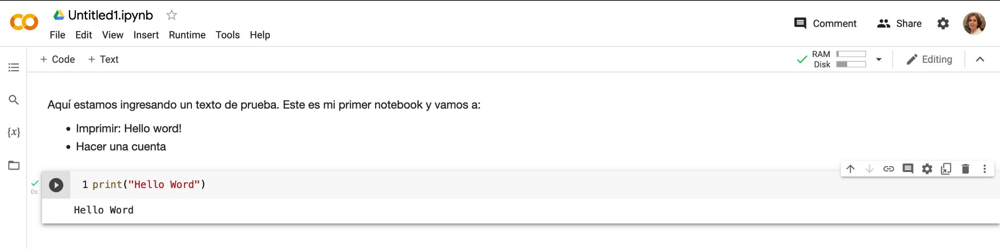 Untitled1.ipynb
File Edit View Insert Runtime Tools Help
Comment Share
+ Code + Text
RAM
Disk
Editing
Aquí estamos ingresando un texto de prueba. Este es mi primer notebook y vamos a:
• Imprimir: Hello word!
• Hacer una cuenta
{x}
0s
1 print("Hello Word")
Hello Word